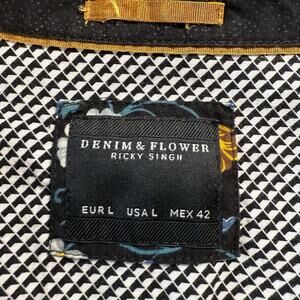 DENIM & FLOWER
RICKY SINGH
EUR L USA L MEX 42